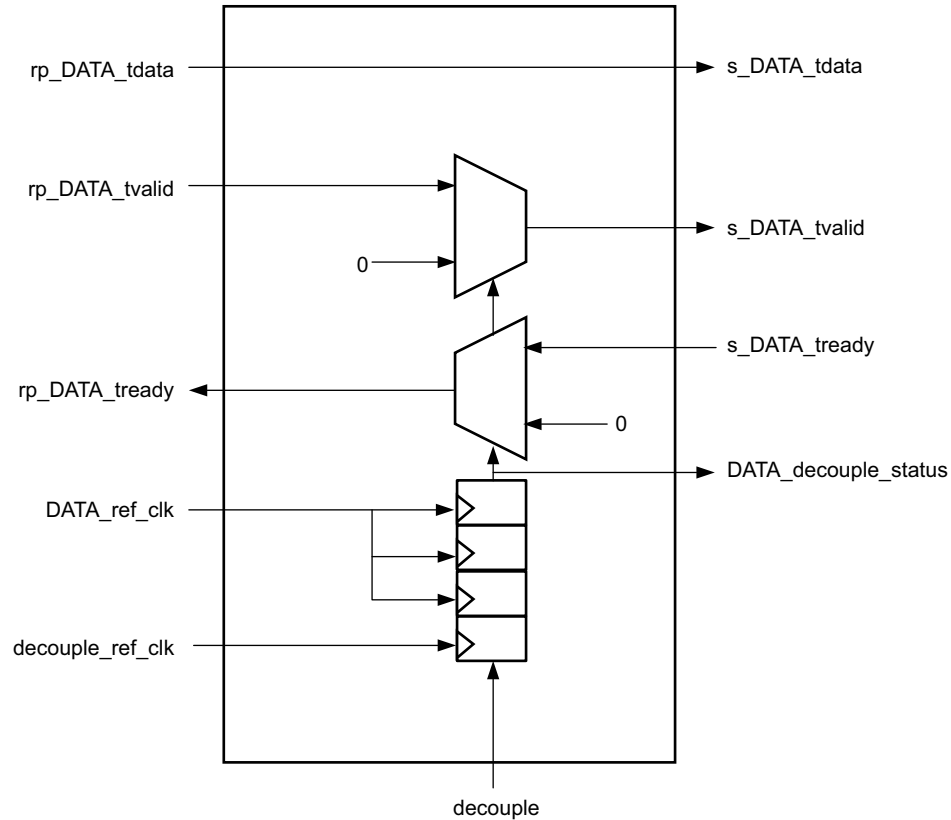 rp_DATA_tdata
s_DATA_tdata
rp_DATA_tvalid
0
s_DATA_tvalid
s_DATA_tready
rp_DATA_tready
0
DATA_decouple_status
DATA_ref_clk
decouple_ref_clk
decouple